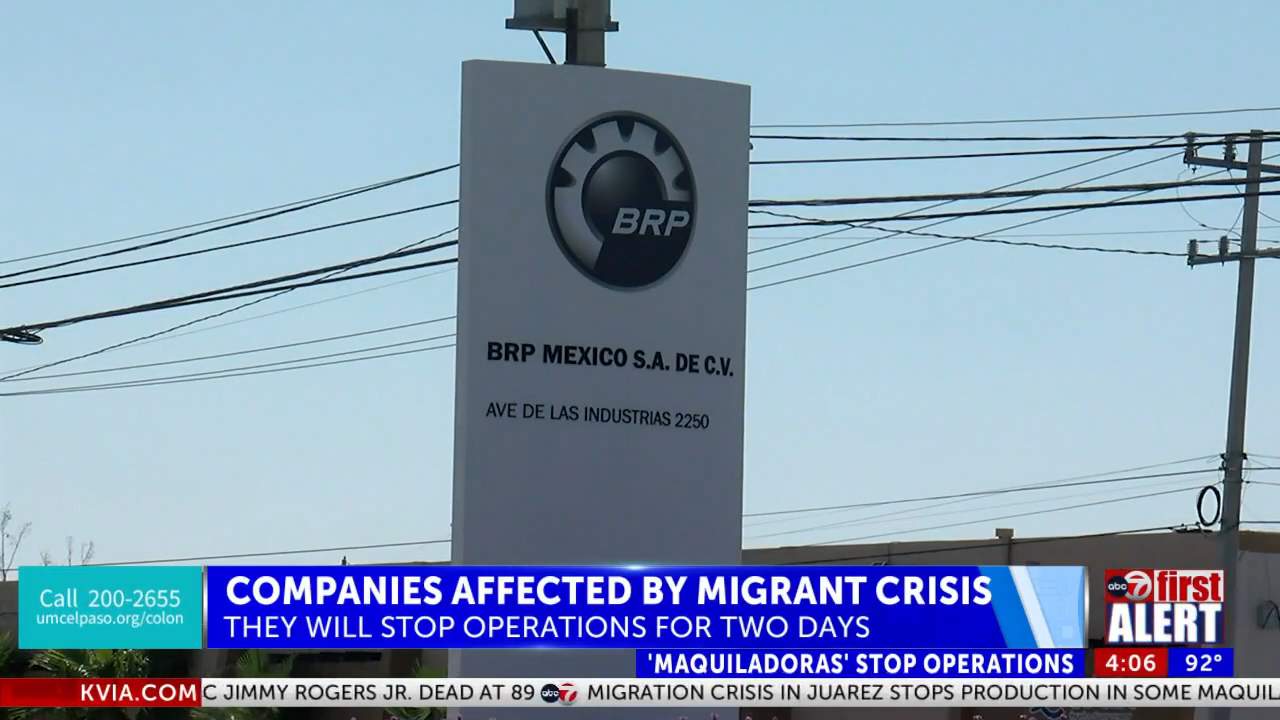 BRP
BRP MEXICO S.A. DE C.V.
AVE DE LAS INDUSTRIAS 2250
Call 200-2655
umcelpaso.org/colon
COMPANIES AFFECTED BY MIGRANT CRISIS
THEY WILL STOP OPERATIONS FOR TWO DAYS
abc 7 first
ALERT
'MAQUILADORAS' STOP OPERATIONS
4:06 92°
KVIA.COM C JIMMY ROGERS JR. DEAD AT 89 abc 7 MIGRATION CRISIS IN JUAREZ STOPS PRODUCTION IN SOME MAQUIL